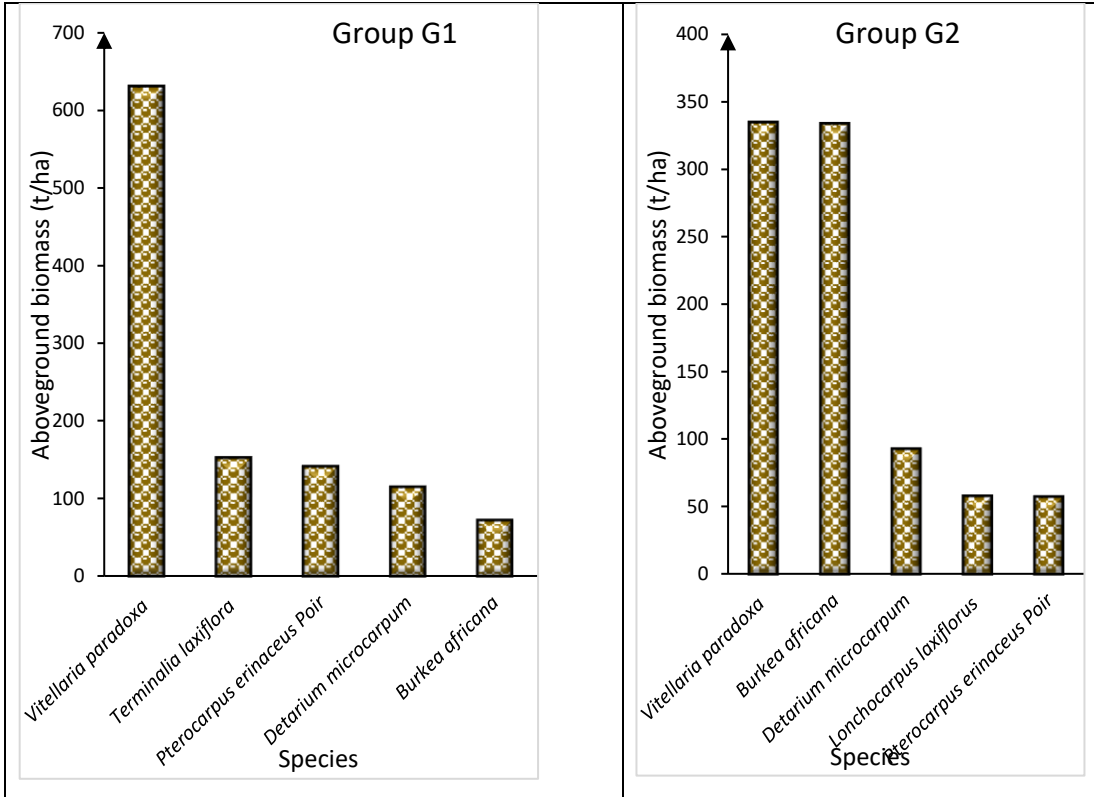 Group G1
Aboveground biomass (t/ha)
700
600
500
400
300
200
100
0
Vitellaria paradoxa
Terminalia laxiflora
Pterocarpus erinaceus Poir
Detarium microcarpum
Burkea africana
Species
Group G2
Aboveground biomass (t/ha)
400
350
300
250
200
150
100
50
0
Vitellaria paradoxa
Burkea africana
Detarium microcarpum
Lonchocarpus laxiflorus
Pterocarpus erinaceus Poir
Species